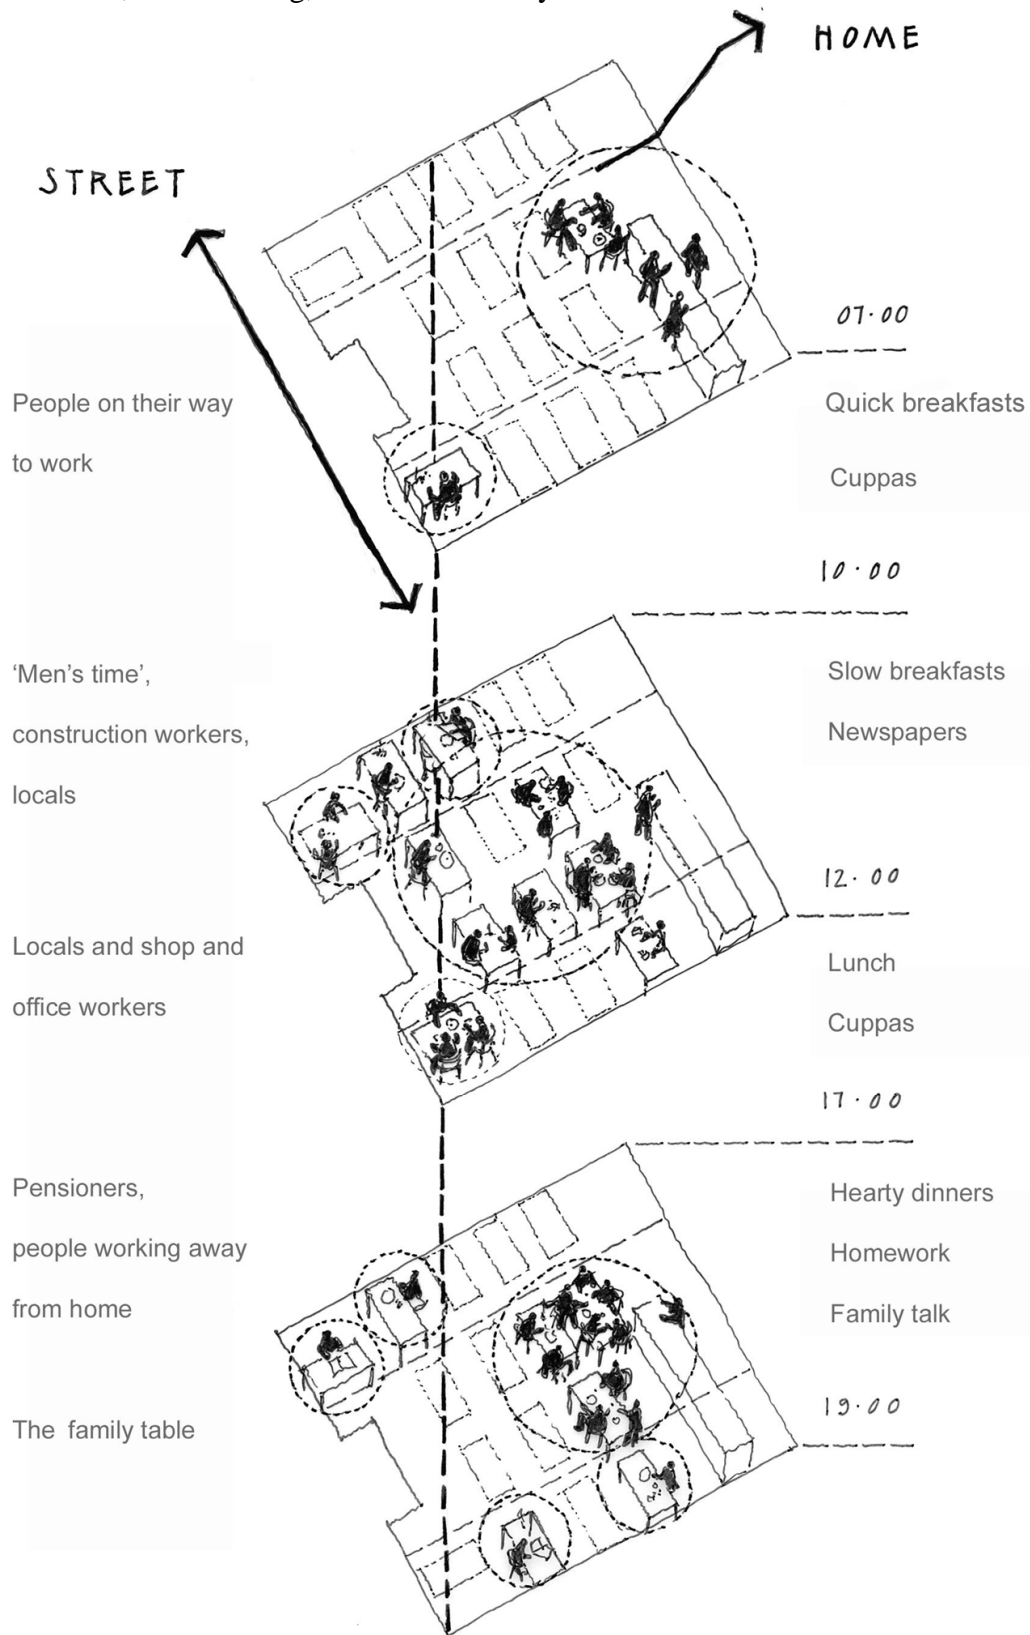 HOME
STREET
07.00
People on their way
to work
Quick breakfasts
Cuppas
10.00
'Men's time',
construction workers,
locals
Slow breakfasts
Newspapers
12.00
Locals and shop and
office workers
Lunch
Cuppas
17.00
Pensioners,
people working away
from home
Hearty dinners
Homework
Family talk
19.00
The family table